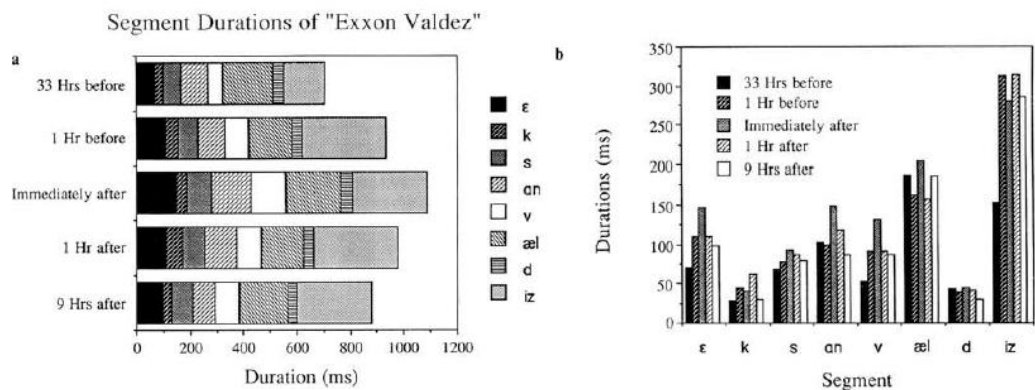 Segment Durations of "Exxon Valdez"
a
33 Hrs before
1 Hr before
Immediately after
1 Hr after
9 Hrs after
0 200 400 600 800 1000 1200
Duration (ms)
ɛ
k
s
ɑn
v
æl
d
iz
b
350
300
250
200
150
100
50
0
Durations (ms)
33 Hrs before
1 Hr before
Immediately after
1 Hr after
9 Hrs after
ɛ k s ɑn v æl d iz
Segment